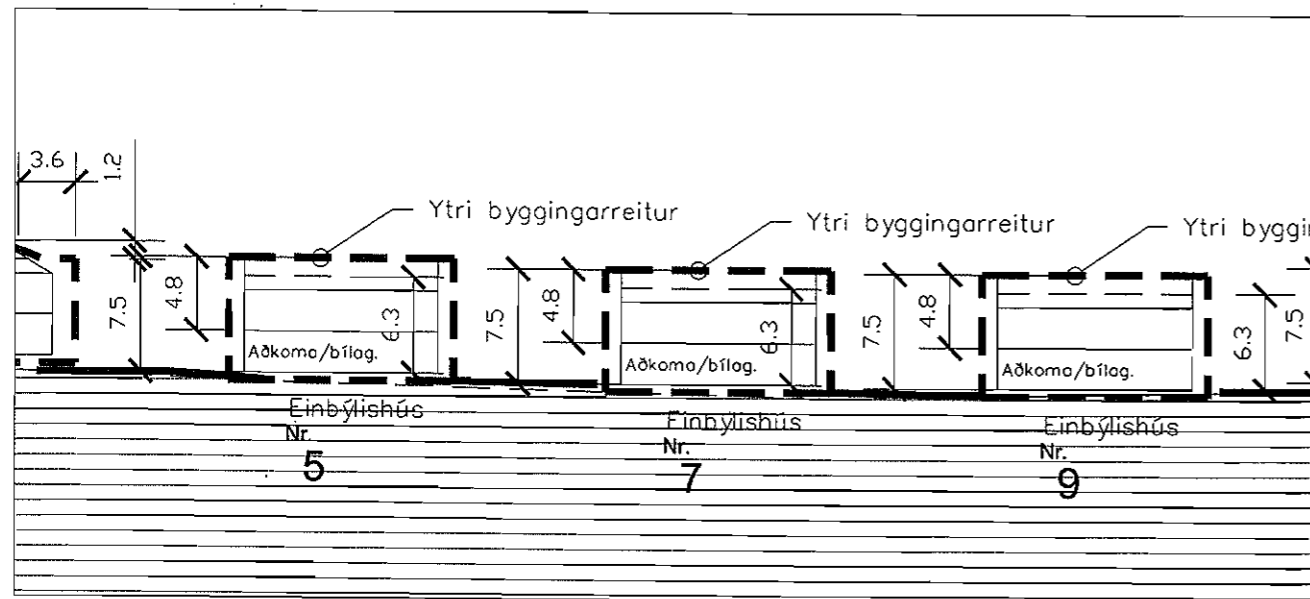 3.6
1.2
Ytri byggingarreitur
Ytri byggingarreitur
Ytri byggin
7.5
4.8
6.3
7.5
4.8
6.3
7.5
4.8
6.3
7.5
Aðkoma/bílag.
Aðkoma/bílag.
Aðkoma/bílag.
Einbýlishús
Nr.
5
Einbýlishús
Nr.
7
Einbýlishús
Nr.
9